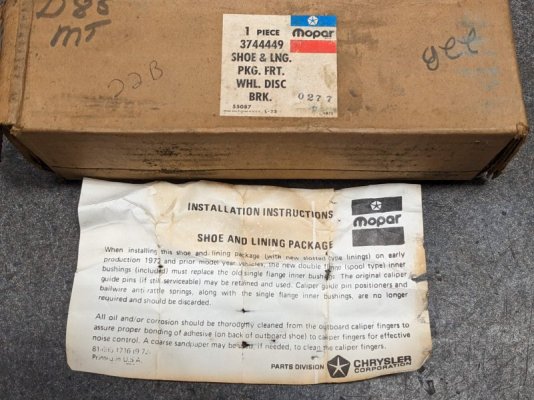 D85
MT
22B
1 PIECE
3744449
SHOE & LNG.
PKG. FRT.
WHL. DISC
BRK.
Mopar
0277
55087
INSTALLATION INSTRUCTIONS
SHOE AND LINING PACKAGE
Mopar
When installing this shoe and lining package (with new slotted type linings) on early
production 1973 and prior model year vehicles, the new double flange (spool type) inner
bushings (included) must replace the old single flange inner bushings. The original caliper
guide pins (if still serviceable) may be retained and used. Caliper guide pin positioners and
bailwire anti-rattle springs, along with the single flange inner bushings, are no longer
required and should be discarded.
All oil and/or corrosion should be thoroughly cleaned from the outboard caliper fingers to
assure proper bonding of adhesive (on back of outboard shoe) to caliper fingers for effective
noise control. A coarse sandpaper may be used, if needed, to clean the caliper fingers.
Printed in U.S.A.
PARTS DIVISION CHRYSLER CORPORATION